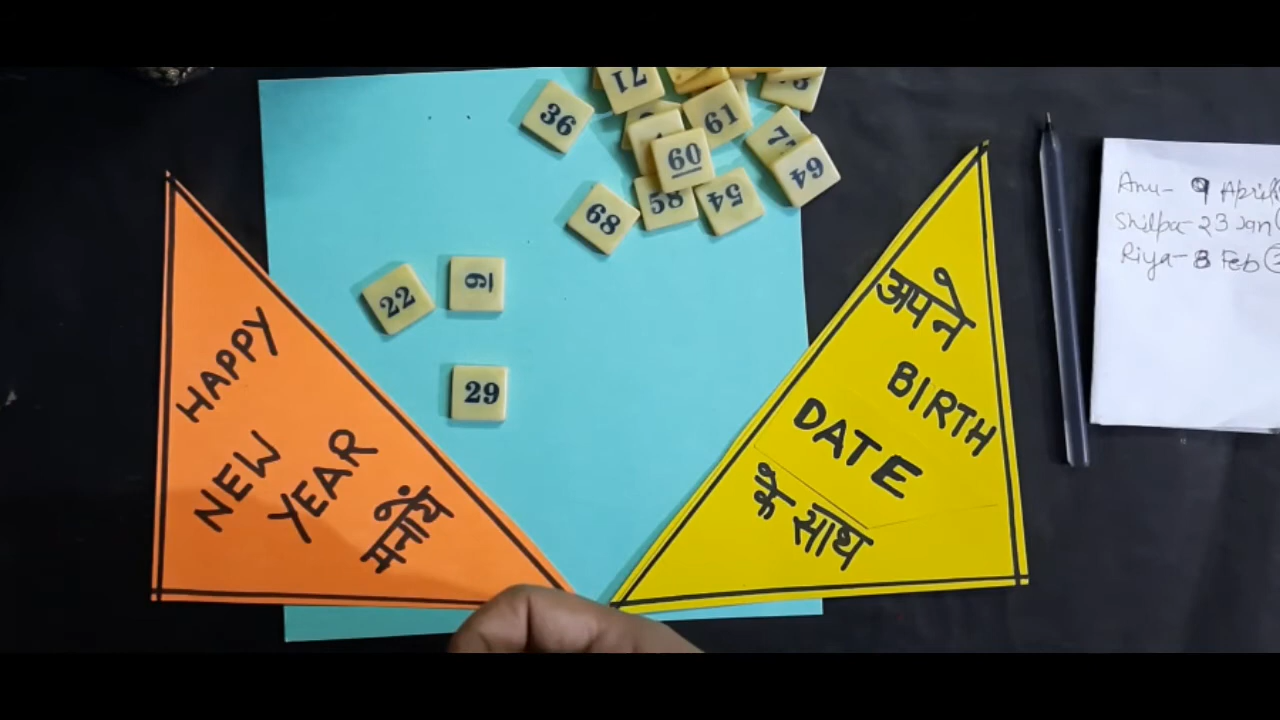 HAPPY
NEW
YEAR
मनायें
अपने
BIRTH
DATE
के साथ
36
71
61
60
58
54
64
68
22
9
29
Anu- 9 April
Shilpa- 23 Jan
Riya- 8 Feb